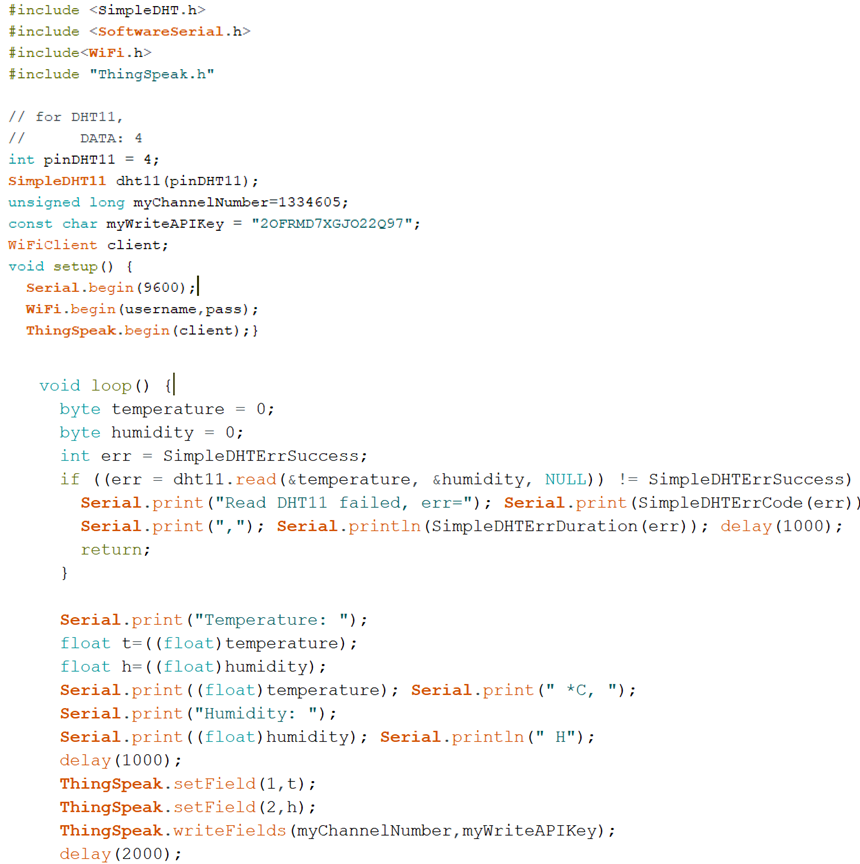 #include <SimpleDHT.h>
#include <SoftwareSerial.h>
#include<WiFi.h>
#include "ThingSpeak.h"
// for DHT11,
//      DATA: 4
int pinDHT11 = 4;
SimpleDHT11 dht11(pinDHT11);
unsigned long myChannelNumber=1334605;
const char myWriteAPIKey = "2OFRMD7XGJO22Q97";
WiFiClient client;
void setup() {
  Serial.begin(9600);
  WiFi.begin(username,pass);
  ThingSpeak.begin(client);}
void loop() {
  byte temperature = 0;
  byte humidity = 0;
  int err = SimpleDHTErrSuccess;
  if ((err = dht11.read(&temperature, &humidity, NULL)) != SimpleDHTErrSuccess)
    Serial.print("Read DHT11 failed, err="); Serial.print(SimpleDHTErrCode(err))
    Serial.print(","); Serial.println(SimpleDHTErrDuration(err)); delay(1000);
    return;
  }
  Serial.print("Temperature: ");
  float t=((float)temperature);
  float h=((float)humidity);
  Serial.print((float)temperature); Serial.print(" *C, ");
  Serial.print("Humidity: ");
  Serial.print((float)humidity); Serial.println(" H");
  delay(1000);
  ThingSpeak.setField(1,t);
  ThingSpeak.setField(2,h);
  ThingSpeak.writeFields(myChannelNumber,myWriteAPIKey);
  delay(2000);